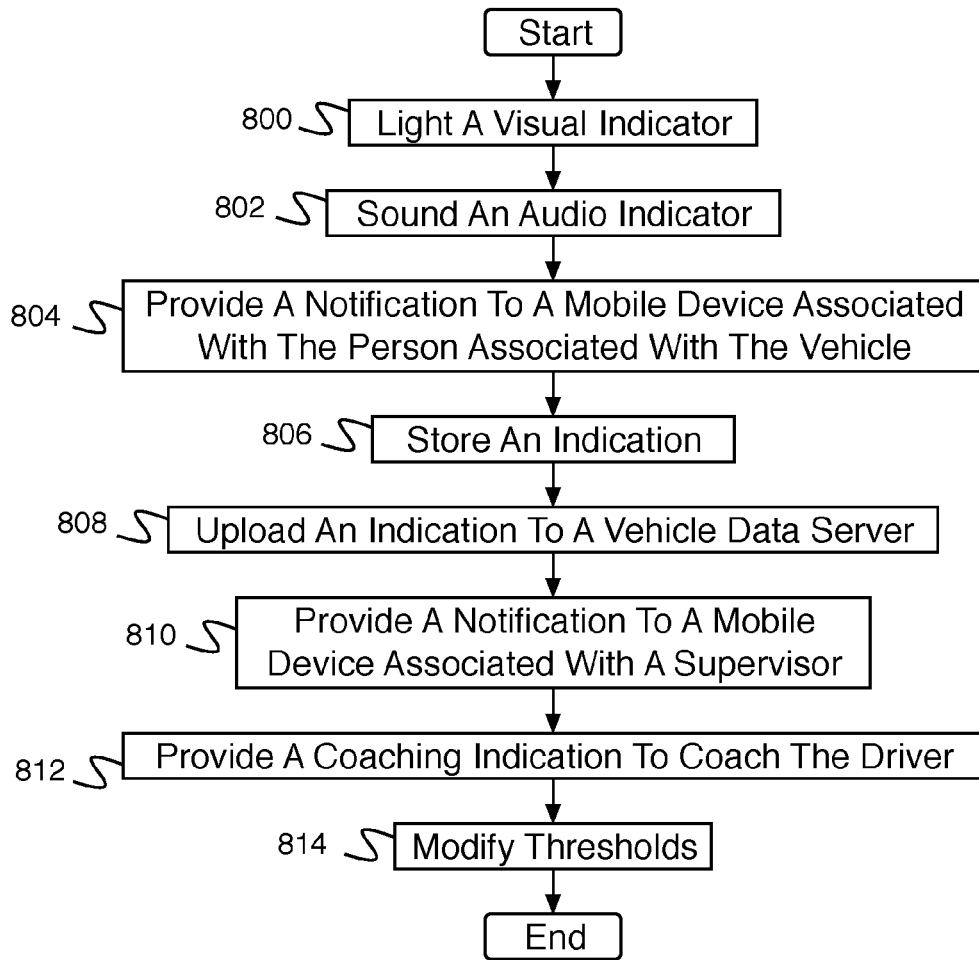 Start
800
Light A Visual Indicator
802
Sound An Audio Indicator
804
Provide A Notification To A Mobile Device Associated
With The Person Associated With The Vehicle
806
Store An Indication
808
Upload An Indication To A Vehicle Data Server
810
Provide A Notification To A Mobile
Device Associated With A Supervisor
812
Provide A Coaching Indication To Coach The Driver
814
Modify Thresholds
End